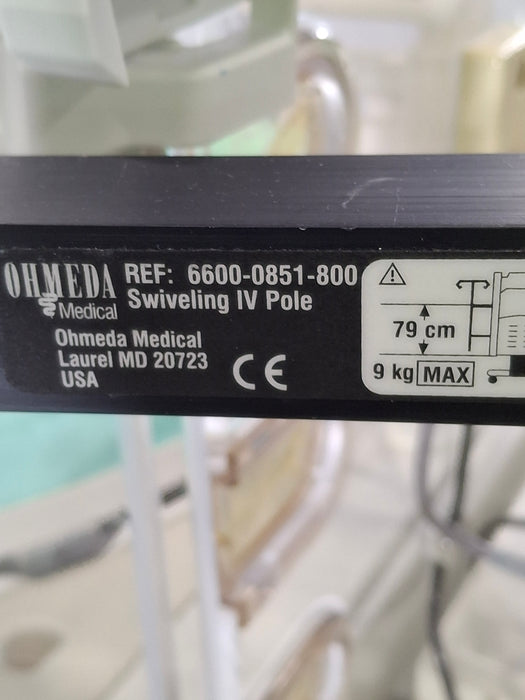 OHMEDA
Medical
REF: 6600-0851-800
Swiveling IV Pole
Ohmeda Medical
Laurel MD 20723
USA
CE
79 cm
9 kg MAX